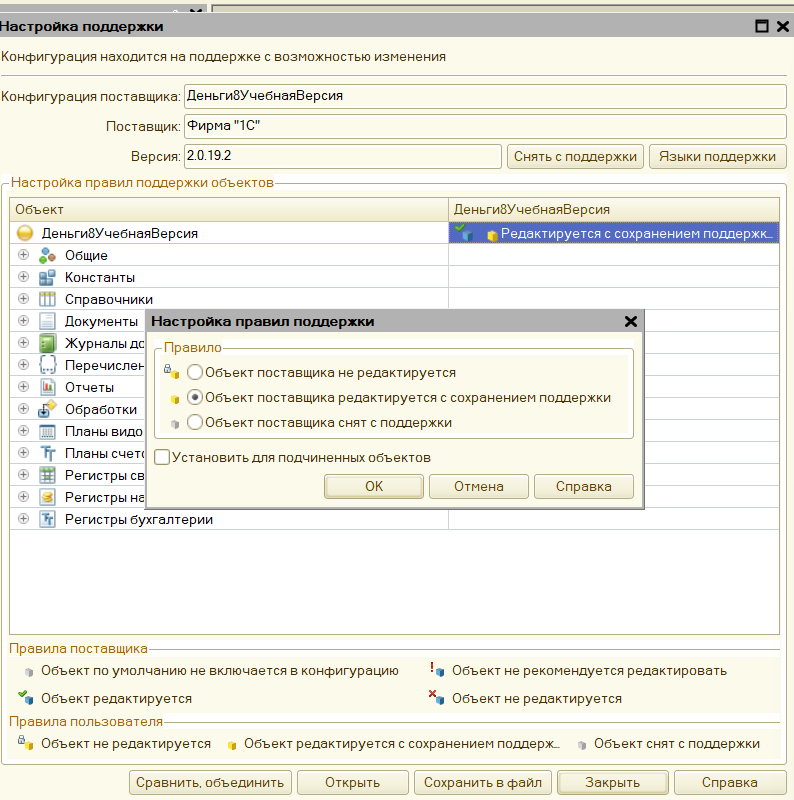 Настройка поддержки
Конфигурация находится на поддержке с возможностью изменения
Конфигурация поставщика: Деньги8УчебнаяВерсия
Поставщик: Фирма "1С"
Версия: 2.0.19.2 Снять с поддержки Языки поддержки
Настройка правил поддержки объектов
Объект Деньги8УчебнаяВерсия
Деньги8УчебнаяВерсия Редактируется с сохранением поддержк...
Общие
Константы
Справочники
Документы
Журналы до
Перечислен
Отчеты
Обработки
Планы видо
Планы счето
Регистры св
Регистры на
Регистры бухгалтерии
Настройка правил поддержки
Правило
Объект поставщика не редактируется
Объект поставщика редактируется с сохранением поддержки
Объект поставщика снят с поддержки
Установить для подчиненных объектов
OK Отмена Справка
Правила поставщика
Объект по умолчанию не включается в конфигурацию Объект не рекомендуется редактировать
Объект редактируется Объект не редактируется
Правила пользователя
Объект не редактируется Объект редактируется с сохранением поддерж... Объект снят с поддержки
Сравнить, объединить Открыть Сохранить в файл Закрыть Справка